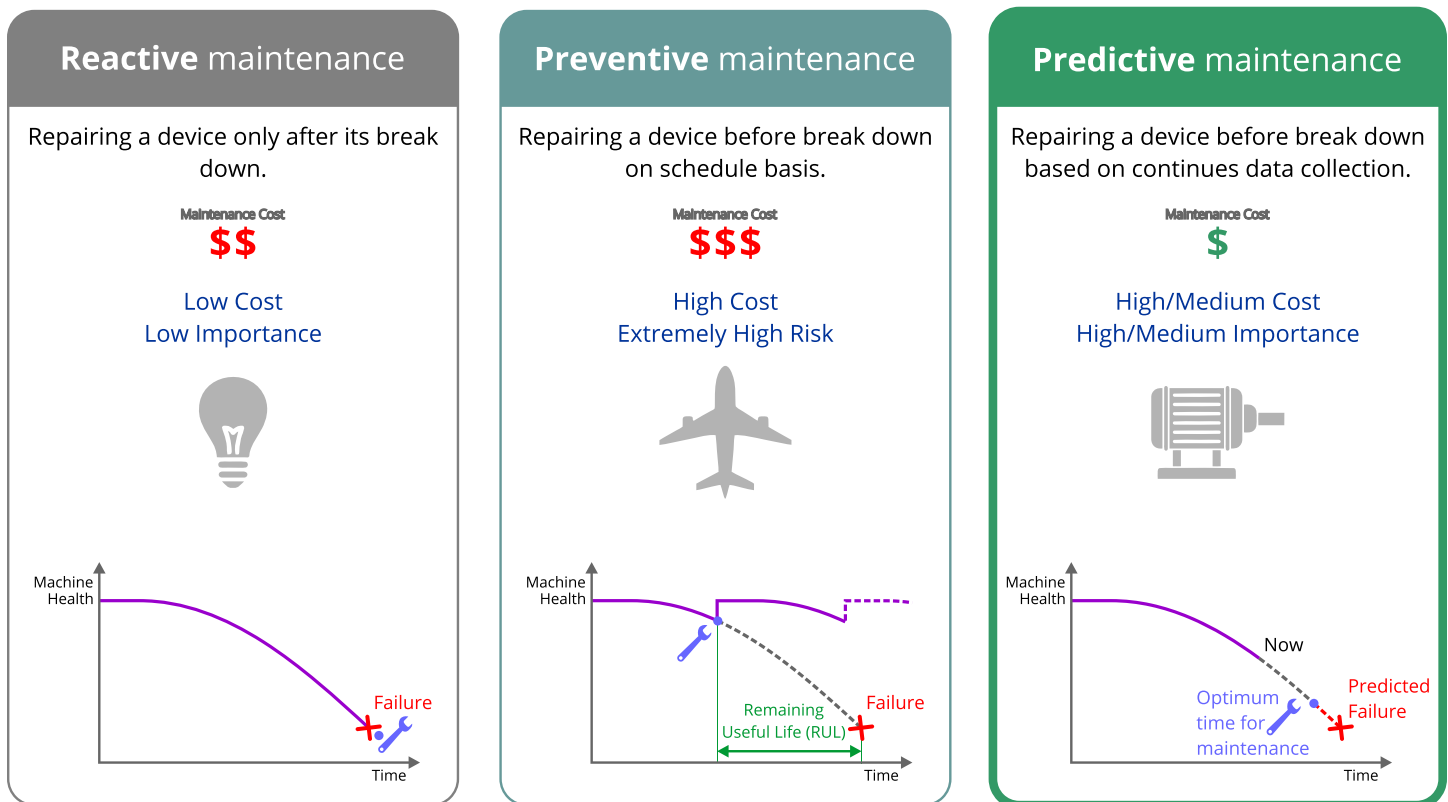 Reactive maintenance
Repairing a device only after its break
down.
Maintenance Cost
$$
Low Cost
Low Importance
Machine
Health
Failure
Time
Preventive maintenance
Repairing a device before break down
on schedule basis.
Maintenance Cost
$$$
High Cost
Extremely High Risk
Machine
Health
Failure
Remaining
Useful Life (RUL)
Time
Predictive maintenance
Repairing a device before break down
based on continues data collection.
Maintenance Cost
$
High/Medium Cost
High/Medium Importance
Machine
Health
Now
Optimum
time for
maintenance
Predicted
Failure
Time